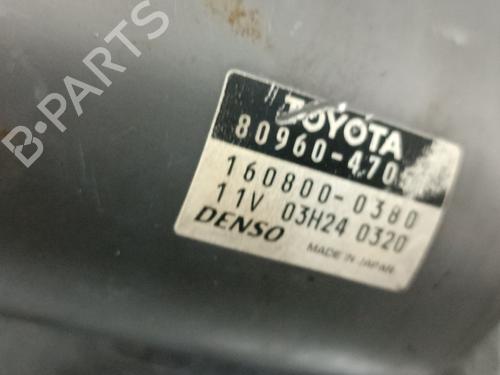 B-PARTS
TOYOTA
80960-470
160800-0380
11V 03H24 0320
DENSO MADE IN JAPAN